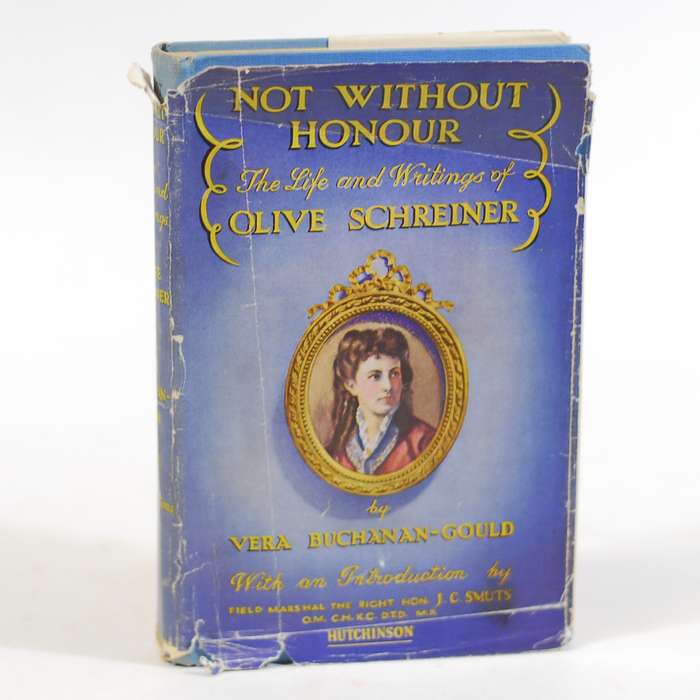 NOT WITHOUT
HONOUR
The Life and Writings of
OLIVE SCHREINER
by
VERA BUCHANAN-GOULD
With an Introduction by
FIELD MARSHAL THE RIGHT HON. J. C. SMUTS
O.M. C.H. K.C. D.T.D. M.P.
HUTCHINSON